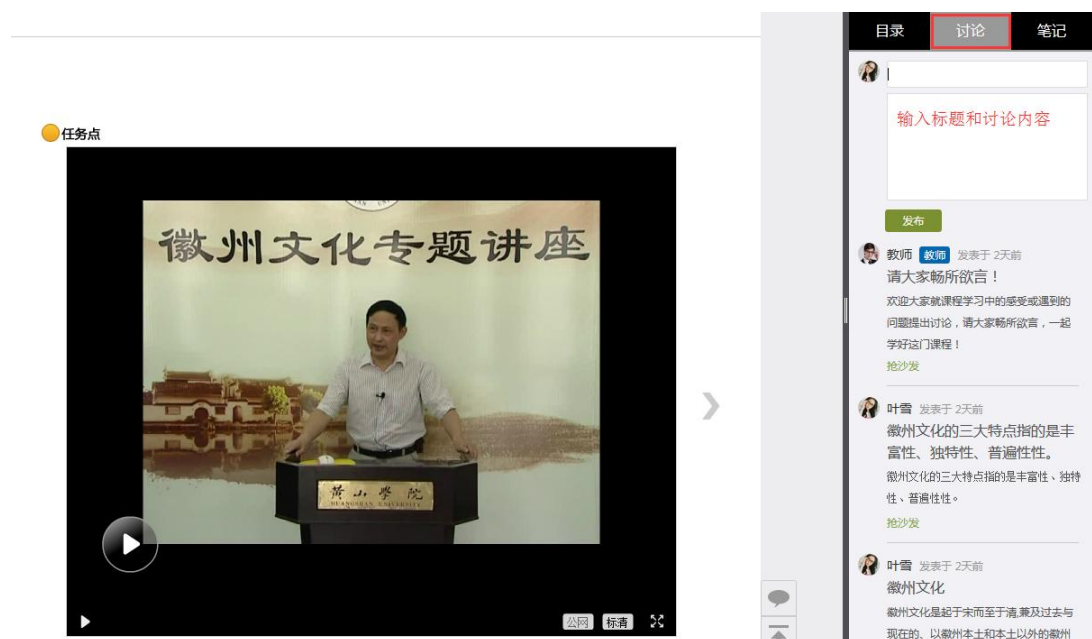 目录
讨论
笔记
输入标题和讨论内容
发布
任务点
徽州文化专题讲座
黄山學院
HUANGSHAN UNIVERSITY
公网
标清
教师 教师 发表于 2天前
请大家畅所欲言！
欢迎大家就课程学习中的感受或遇到的
问题提出讨论，请大家畅所欲言，一起
学好这门课程！
抢沙发
叶雪 发表于 2天前
徽州文化的三大特点指的是丰
富性、独特性、普遍性性。
徽州文化的三大特点指的是丰富性、独特
性、普遍性性。
抢沙发
叶雪 发表于 2天前
徽州文化
徽州文化是起于宋而至于清,兼及过去与
现在的、以徽州本土和本土以外的徽州